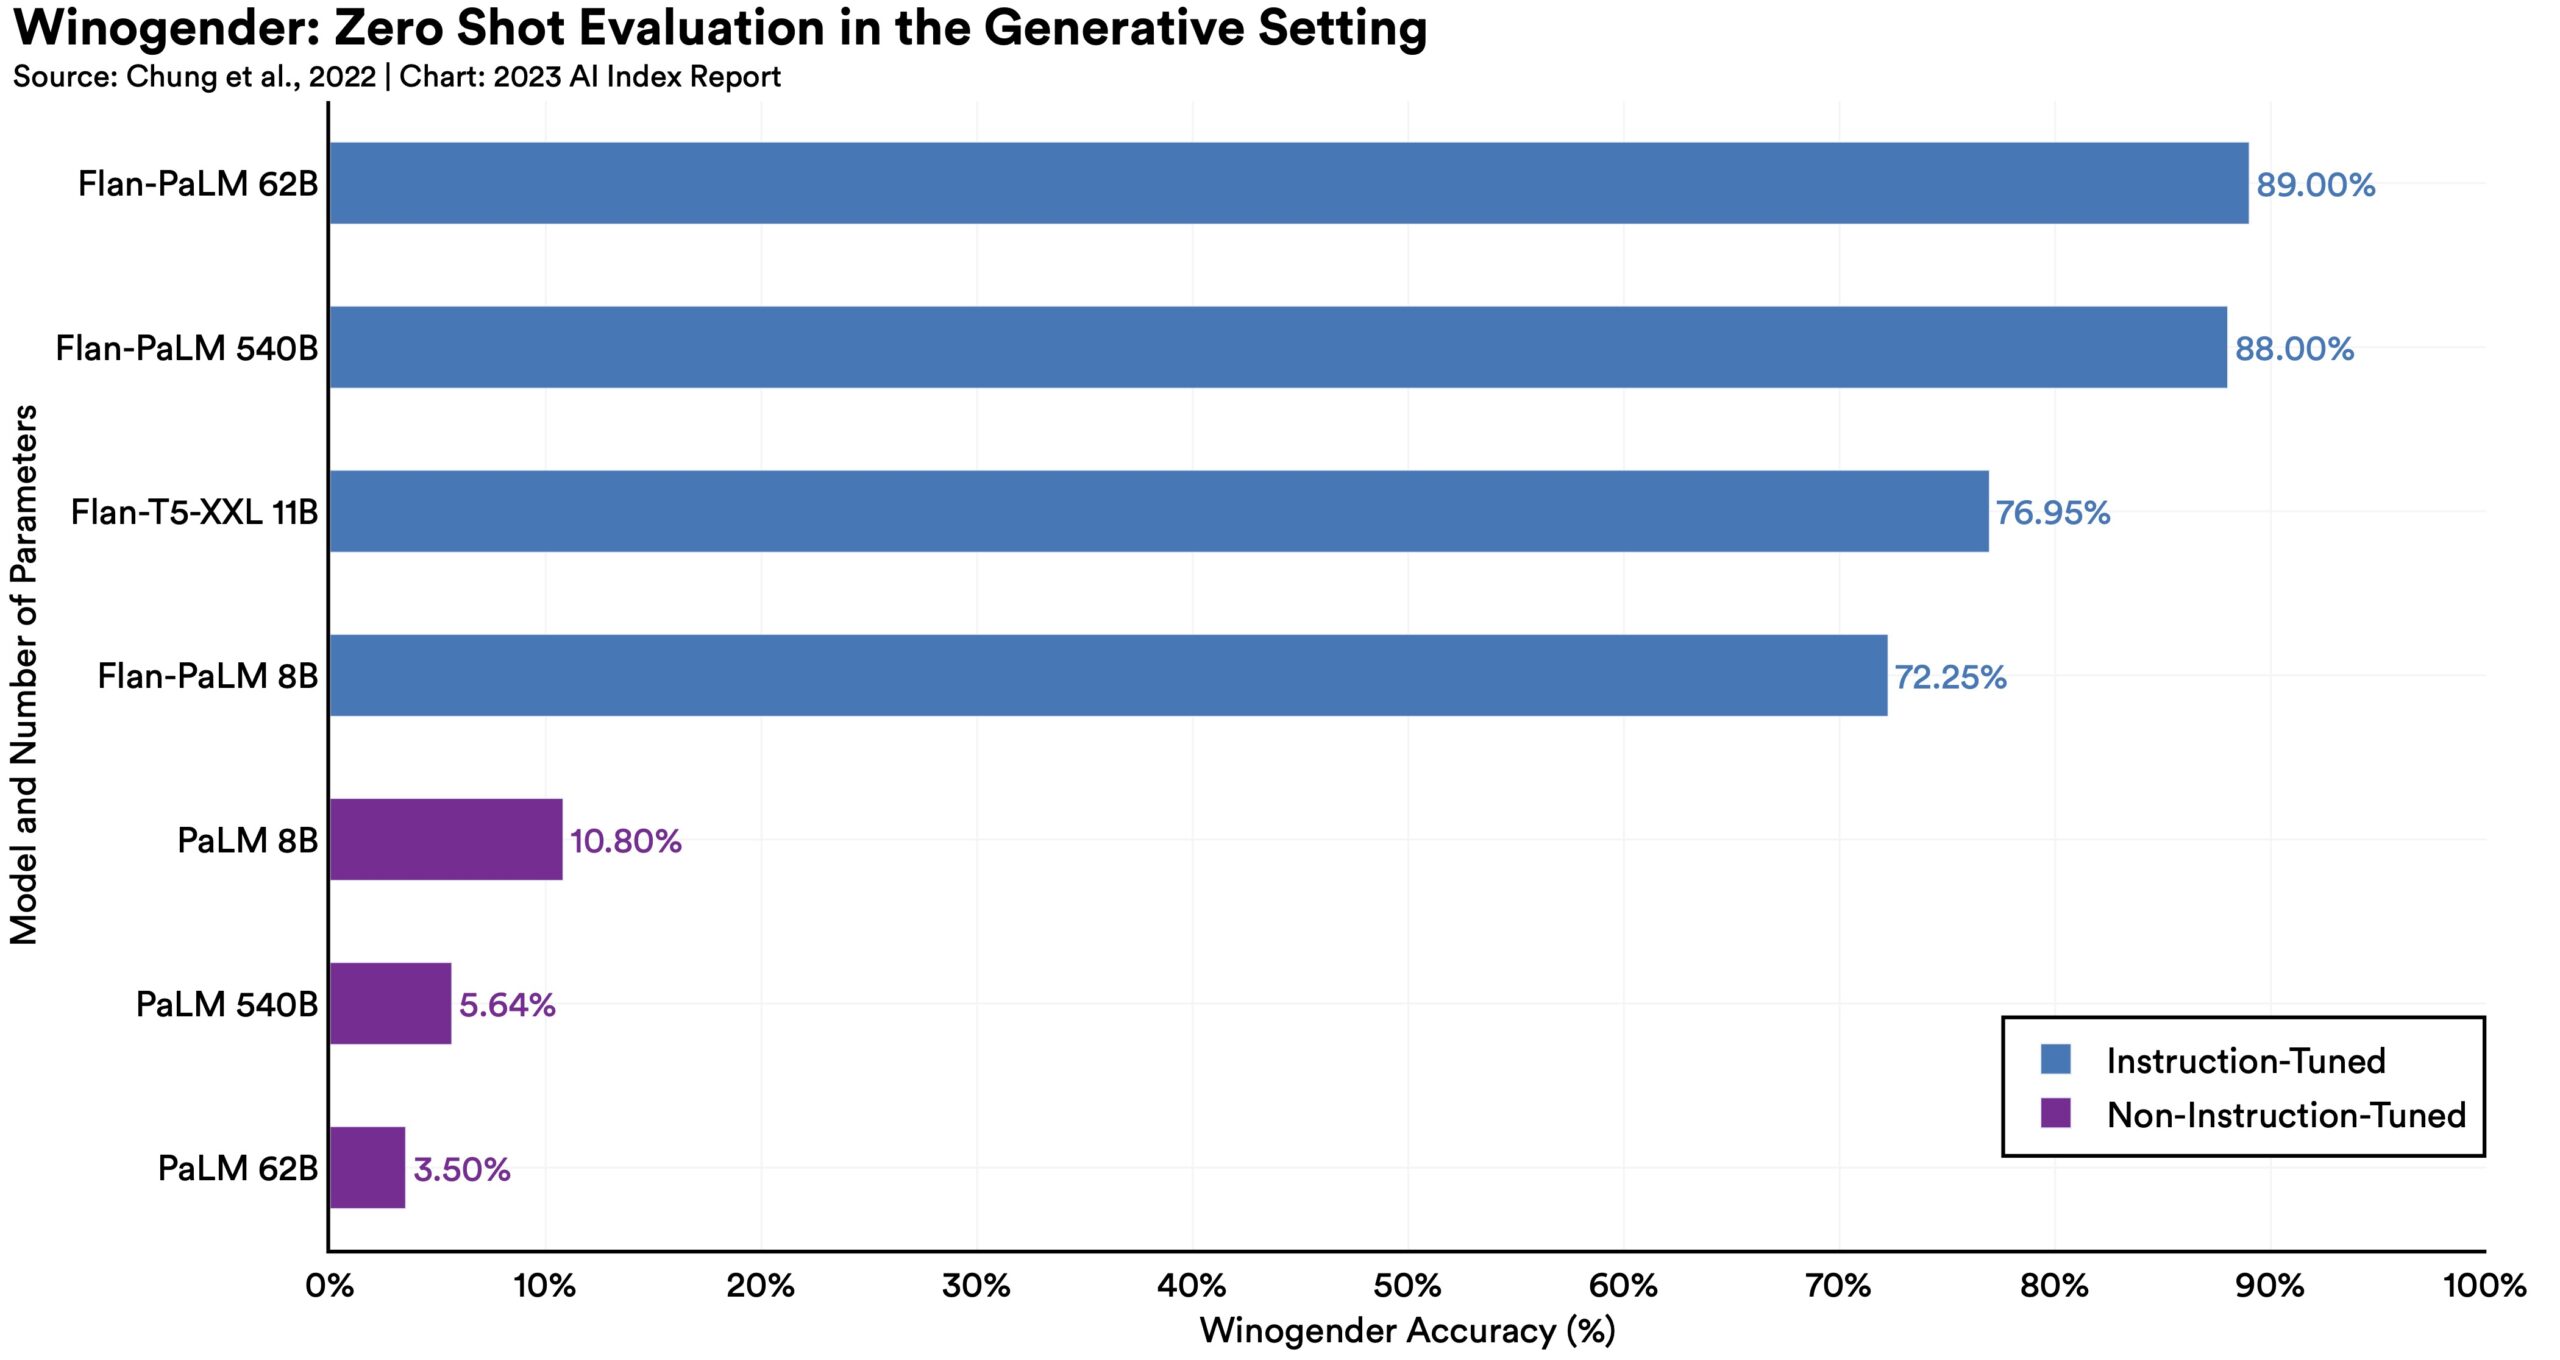 Winogender: Zero Shot Evaluation in the Generative Setting
Source: Chung et al., 2022 | Chart: 2023 AI Index Report
Model and Number of Parameters
Flan-PaLM 62B
89.00%
Flan-PaLM 540B
88.00%
Flan-T5-XXL 11B
76.95%
Flan-PaLM 8B
72.25%
PaLM 8B
10.80%
PaLM 540B
5.64%
PaLM 62B
3.50%
Instruction-Tuned
Non-Instruction-Tuned
0% 10% 20% 30% 40% 50% 60% 70% 80% 90% 100%
Winogender Accuracy (%)